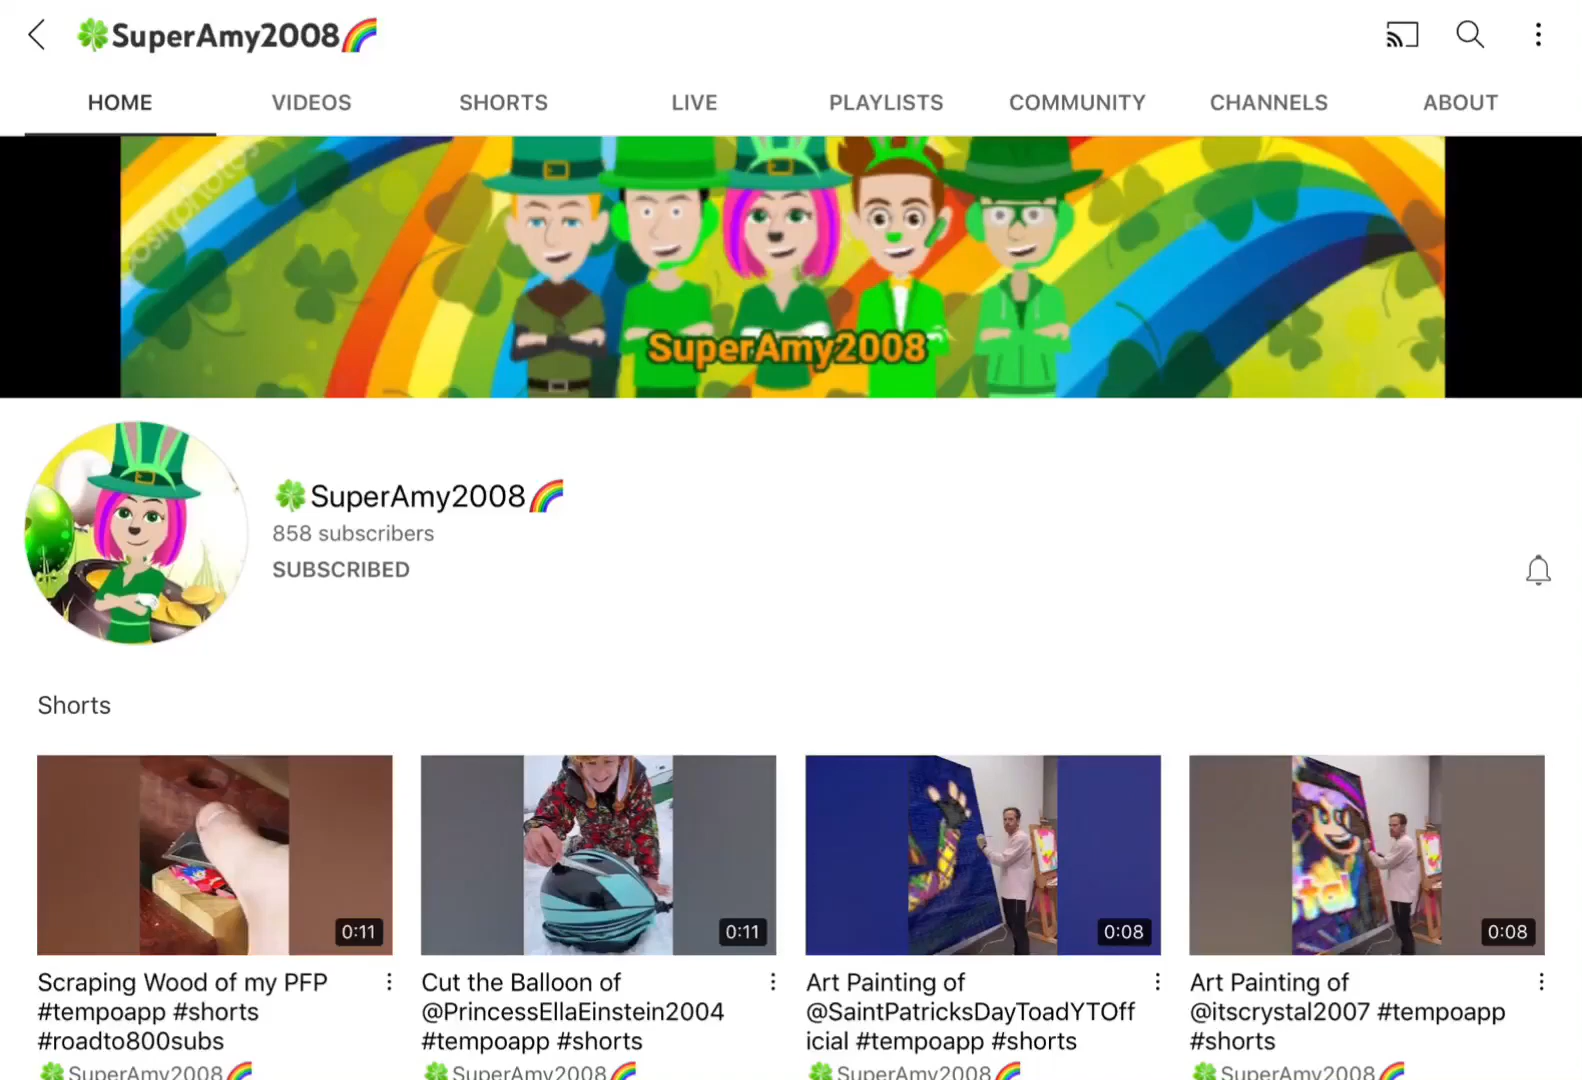 🍀SuperAmy2008🌈
HOME VIDEOS SHORTS LIVE PLAYLISTS COMMUNITY CHANNELS ABOUT
SuperAmy2008
🍀SuperAmy2008🌈
858 subscribers
SUBSCRIBED
Shorts
0:11
0:11
0:08
0:08
Scraping Wood of my PFP
#tempoapp #shorts
#roadto800subs
🍀SuperAmy2008🌈
Cut the Balloon of
@PrincessEllaEinstein2004
#tempoapp #shorts
🍀SuperAmy2008🌈
Art Painting of
@SaintPatricksDayToadYTOff
icial #tempoapp #shorts
🍀SuperAmy2008🌈
Art Painting of
@itscrystal2007 #tempoapp
#shorts
🍀SuperAmy2008🌈